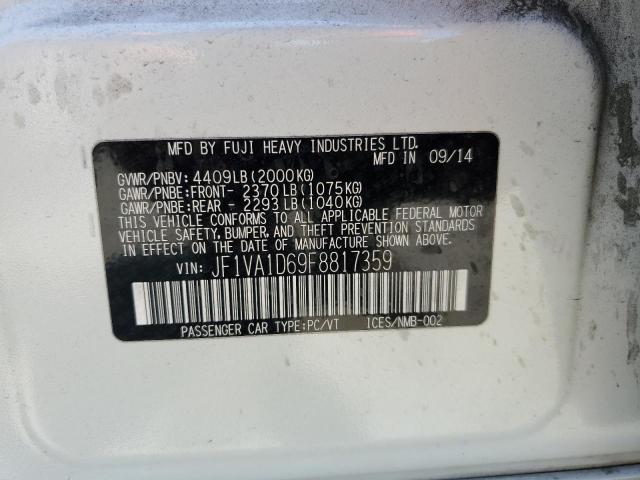 MFD BY FUJI HEAVY INDUSTRIES LTD.
MFD IN 09/14
GVWR/PNBV: 4409LB(2000KG)
GAWR/PNBE:FRONT- 2370LB(1075KG)
GAWR/PNBE:REAR - 2293LB(1040KG)
THIS VEHICLE CONFORMS TO ALL APPLICABLE FEDERAL MOTOR
VEHICLE SAFETY, BUMPER, AND THEFT PREVENTION STANDARDS
IN EFFECT ON THE DATE OF MANUFACTURE SHOWN ABOVE.
VIN: JF1VA1D69F8817359
PASSENGER CAR TYPE:PC/VT ICES/NMB-002